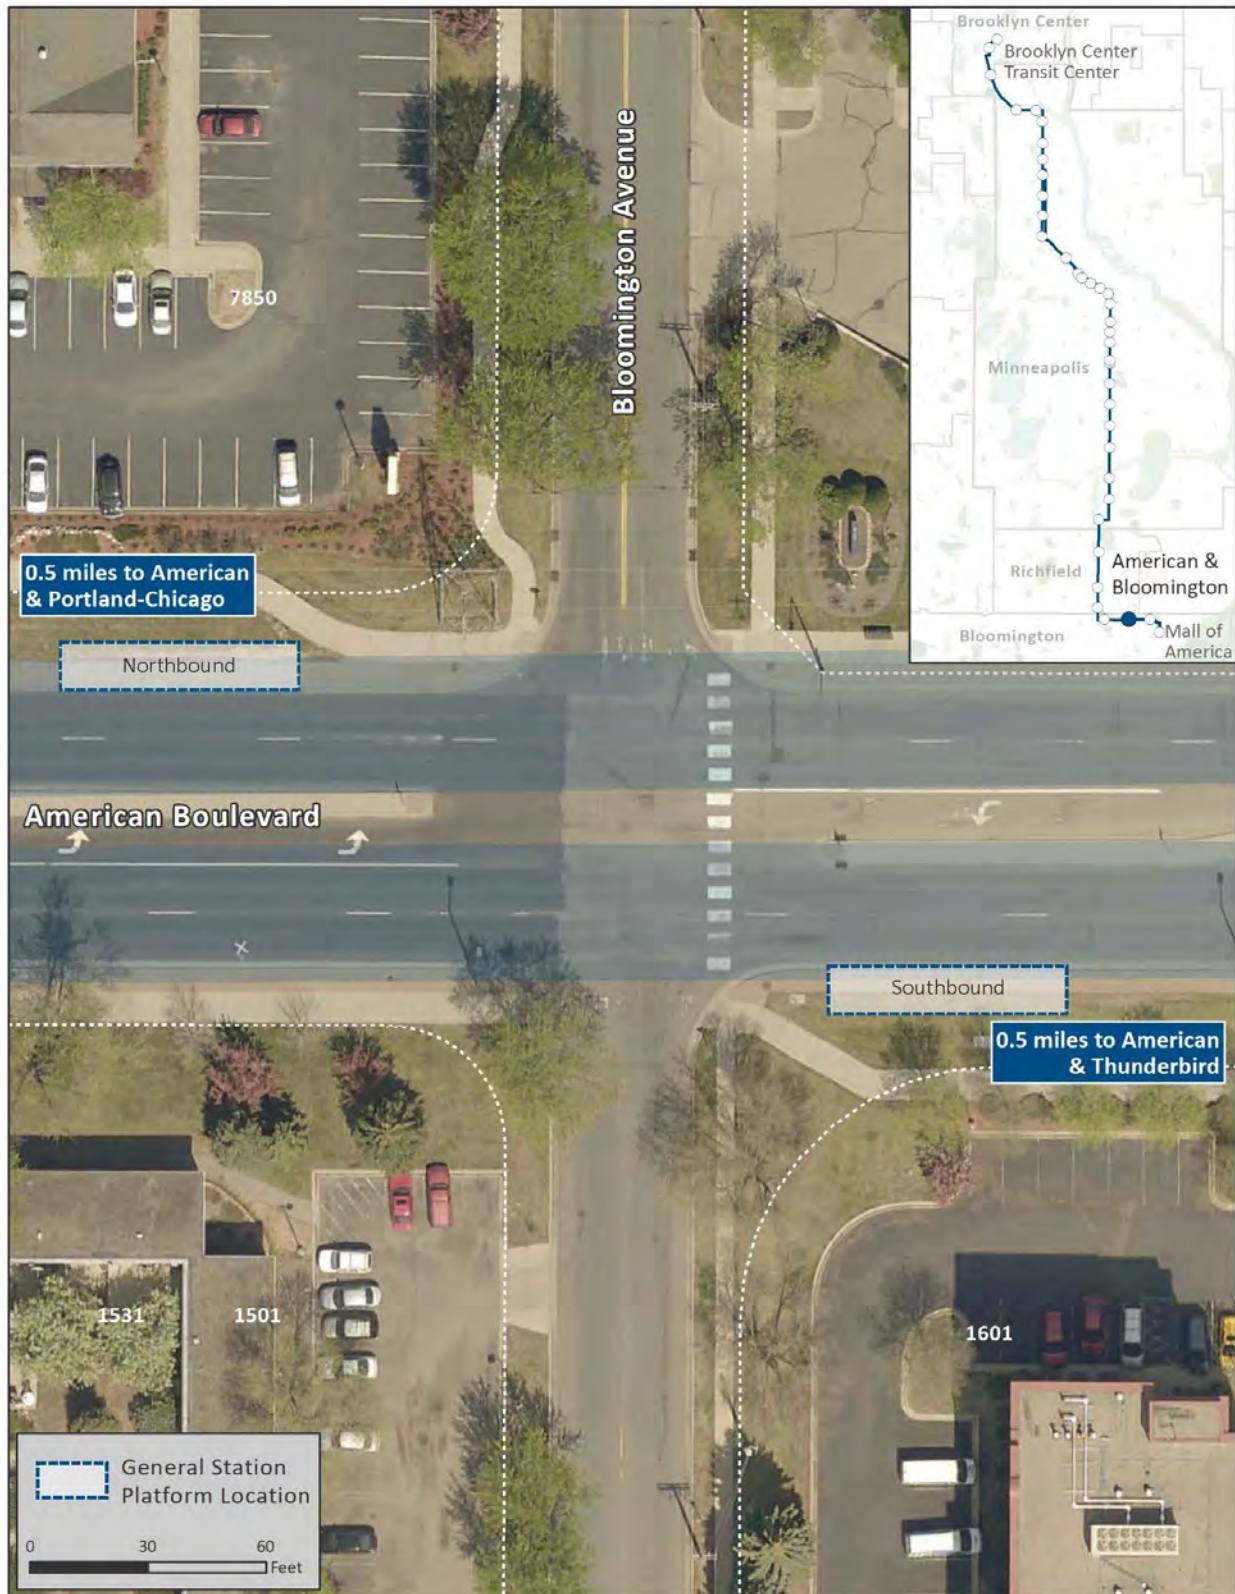 Brooklyn Center
Brooklyn Center
Transit Center
Minneapolis
Richfield
American &
Bloomington
Bloomington
Mall of
America
Bloomington Avenue
7850
0.5 miles to American
& Portland-Chicago
Northbound
American Boulevard
Southbound
0.5 miles to American
& Thunderbird
1531
1501
1601
General Station
Platform Location
0
30
60
Feet